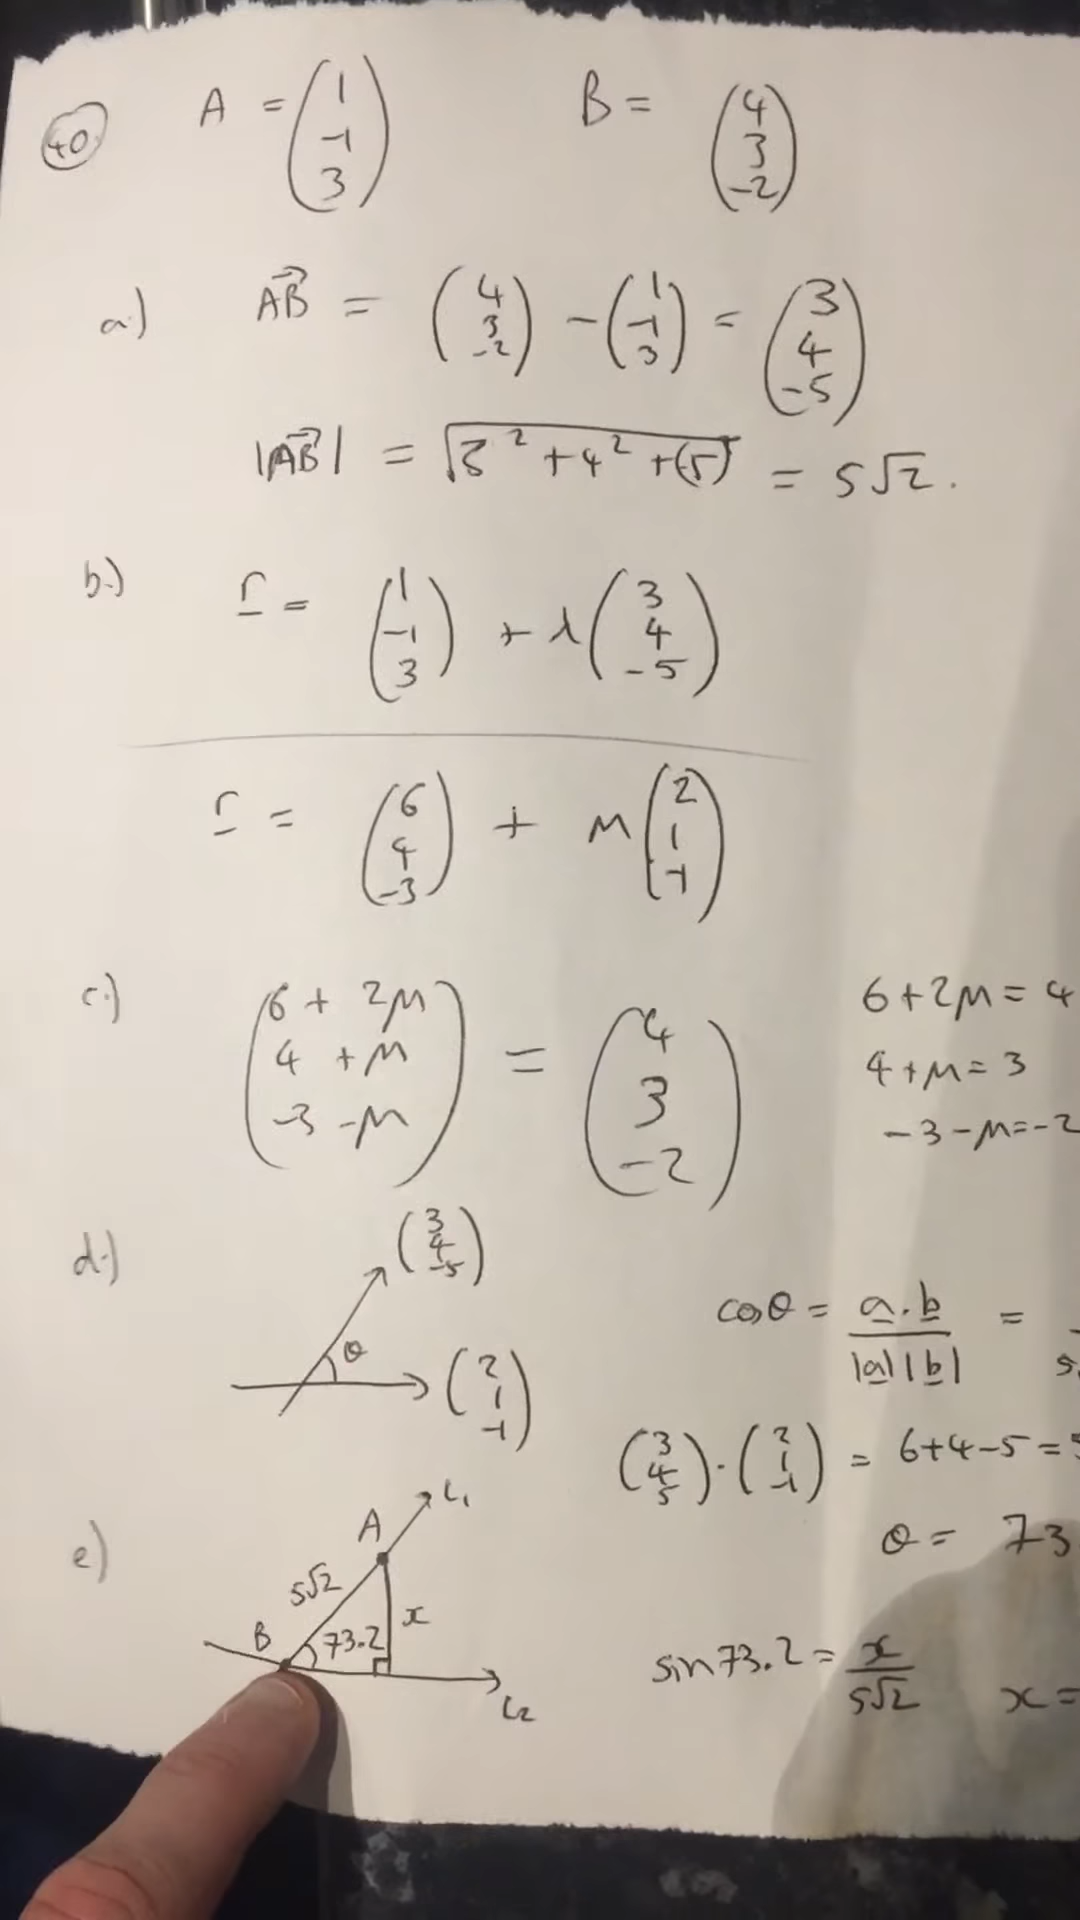 40
A = (1 -1 3) B = (4 3 -2)
a.) AB = (4 3 -2) - (1 -1 3) = (3 4 -5)
|AB| = √3² + 4² + (-5)² = 5√2.
b.) r = (1 -1 3) + λ(3 4 -5)
r = (6 4 -3) + μ(2 1 -1)
c.) (6 + 2μ 4 + μ -3 - μ) = (4 3 -2)
6 + 2μ = 4
4 + μ = 3
-3 - μ = -2
d.) (3 4 -5)
θ
(2 1 -1)
cos θ = a . b / |a| |b| =
(3 4 5) . (2 1 -1) = 6 + 4 - 5 =
θ = 73
e) L1
A
5√2
x
B 73.2
L2
sin 73.2 = x / 5√2 x =